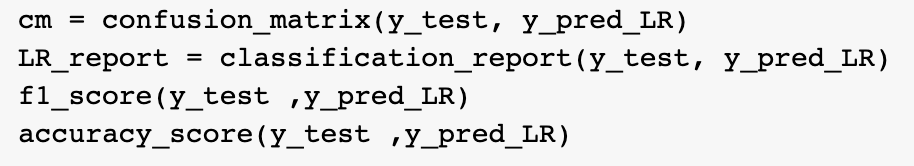 cm = confusion_matrix(y_test, y_pred_LR)
LR_report = classification_report(y_test, y_pred_LR)
f1_score(y_test ,y_pred_LR)
accuracy_score(y_test ,y_pred_LR)